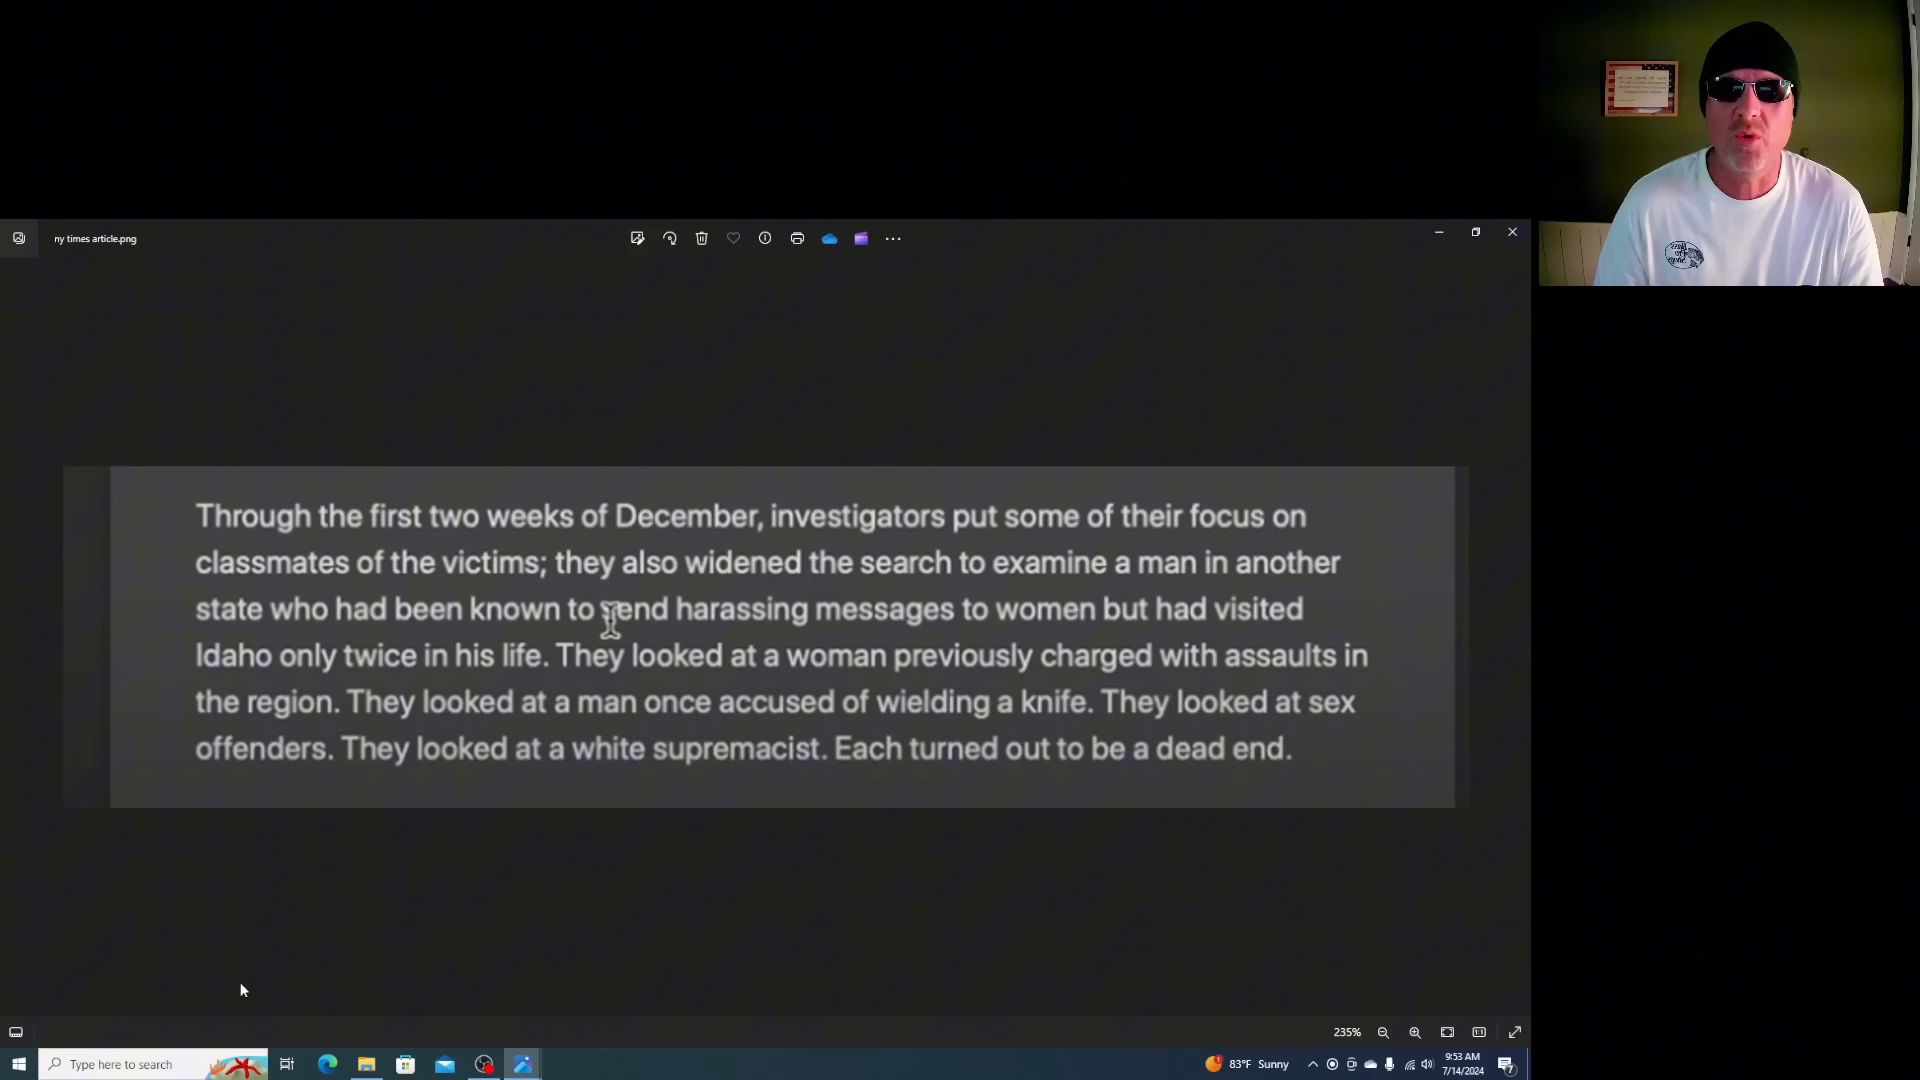 ny times article.png
Through the first two weeks of December, investigators put some of their focus on
classmates of the victims; they also widened the search to examine a man in another
state who had been known to send harassing messages to women but had visited
Idaho only twice in his life. They looked at a woman previously charged with assaults in
the region. They looked at a man once accused of wielding a knife. They looked at sex
offenders. They looked at a white supremacist. Each turned out to be a dead end.
235%
Type here to search
83°F Sunny
9:53 AM
7/14/2024
7